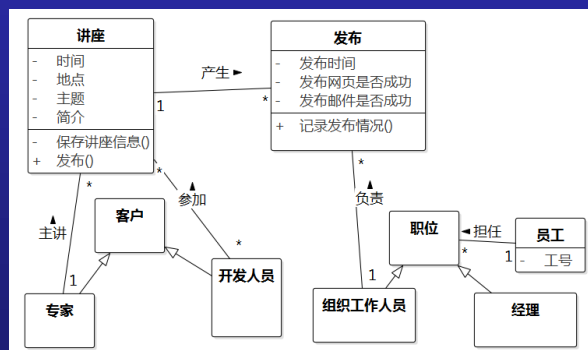 讲座
- 时间
- 地点
- 主题
- 简介
- 保存讲座信息()
+ 发布()
产生 ►
1
*
发布
- 发布时间
- 发布网页是否成功
- 发布邮件是否成功
+ 记录发布情况()
*
*
*
▲
主讲
客户
▲
参加
▲
负责
职位
◄ 担任
*
1
员工
- 工号
1
专家
*
开发人员
1
组织工作人员
经理